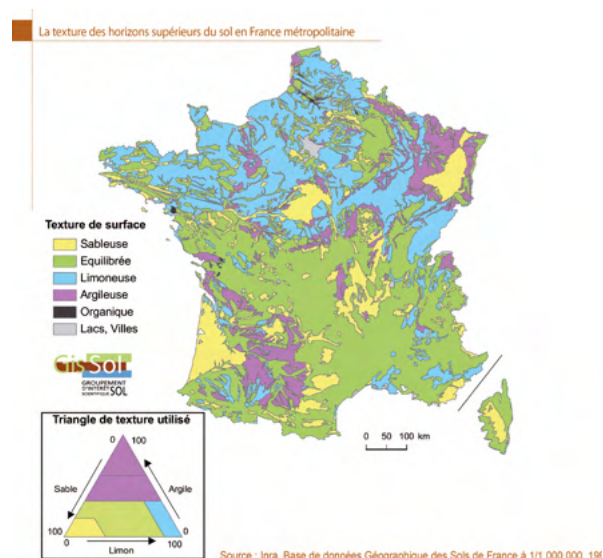 La texture des horizons supérieurs du sol en France métropolitaine
Texture de surface
Sableuse
Equilibrée
Limoneuse
Argileuse
Organique
Lacs, Villes
GisSol
GROUPEMENT
D'INTÉRÊT
SCIENTIFIQUE SOL
0 50 100 km
Triangle de texture utilisé
0 100
Sable
Argile
100 0
0 100
Limon
Source : Inra, Base de données Géographique des Sols de France à 1/1 000 000, 199